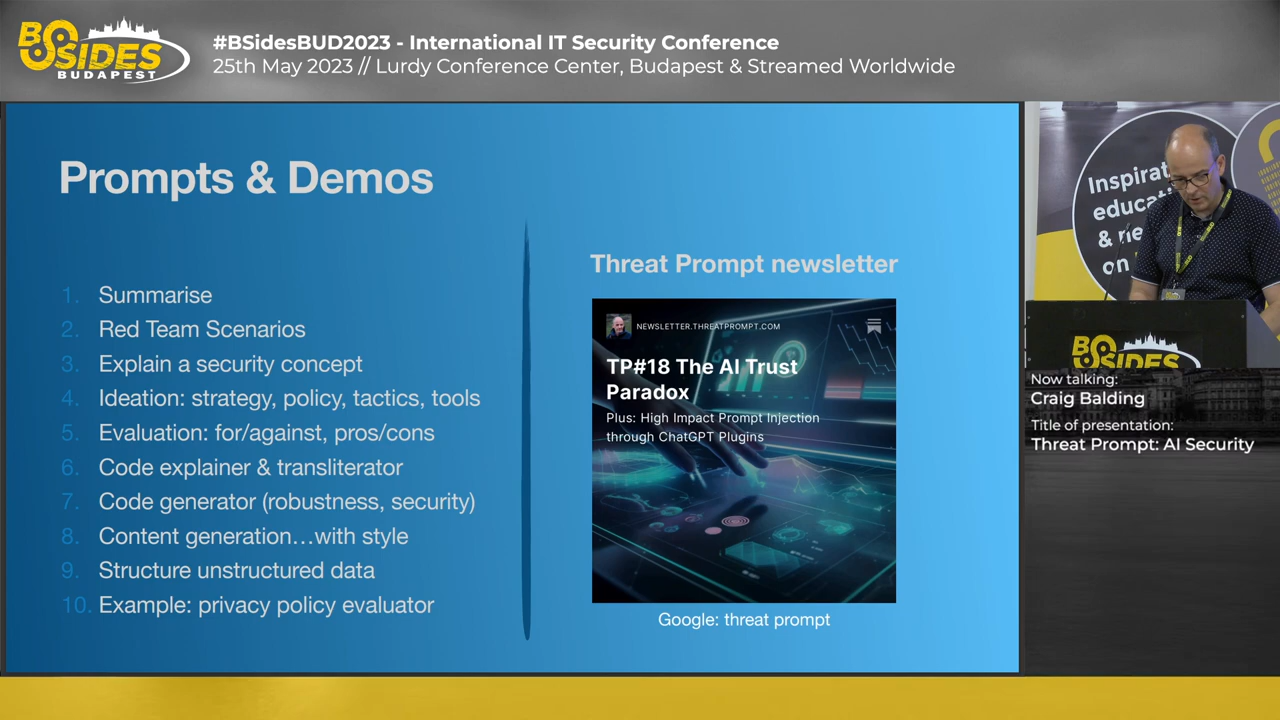 BSIDES
BUDAPEST
#BSidesBUD2023 - International IT Security Conference
25th May 2023 // Lurdy Conference Center, Budapest & Streamed Worldwide
Prompts & Demos
1. Summarise
2. Red Team Scenarios
3. Explain a security concept
4. Ideation: strategy, policy, tactics, tools
5. Evaluation: for/against, pros/cons
6. Code explainer & transliterator
7. Code generator (robustness, security)
8. Content generation…with style
9. Structure unstructured data
10. Example: privacy policy evaluator
Threat Prompt newsletter
NEWSLETTER.THREATPROMPT.COM
TP#18 The AI Trust
Paradox
Plus: High Impact Prompt Injection
through ChatGPT Plugins
Google: threat prompt
&
on
BSIDES
Now talking:
Craig Balding
Title of presentation:
Threat Prompt: AI Security